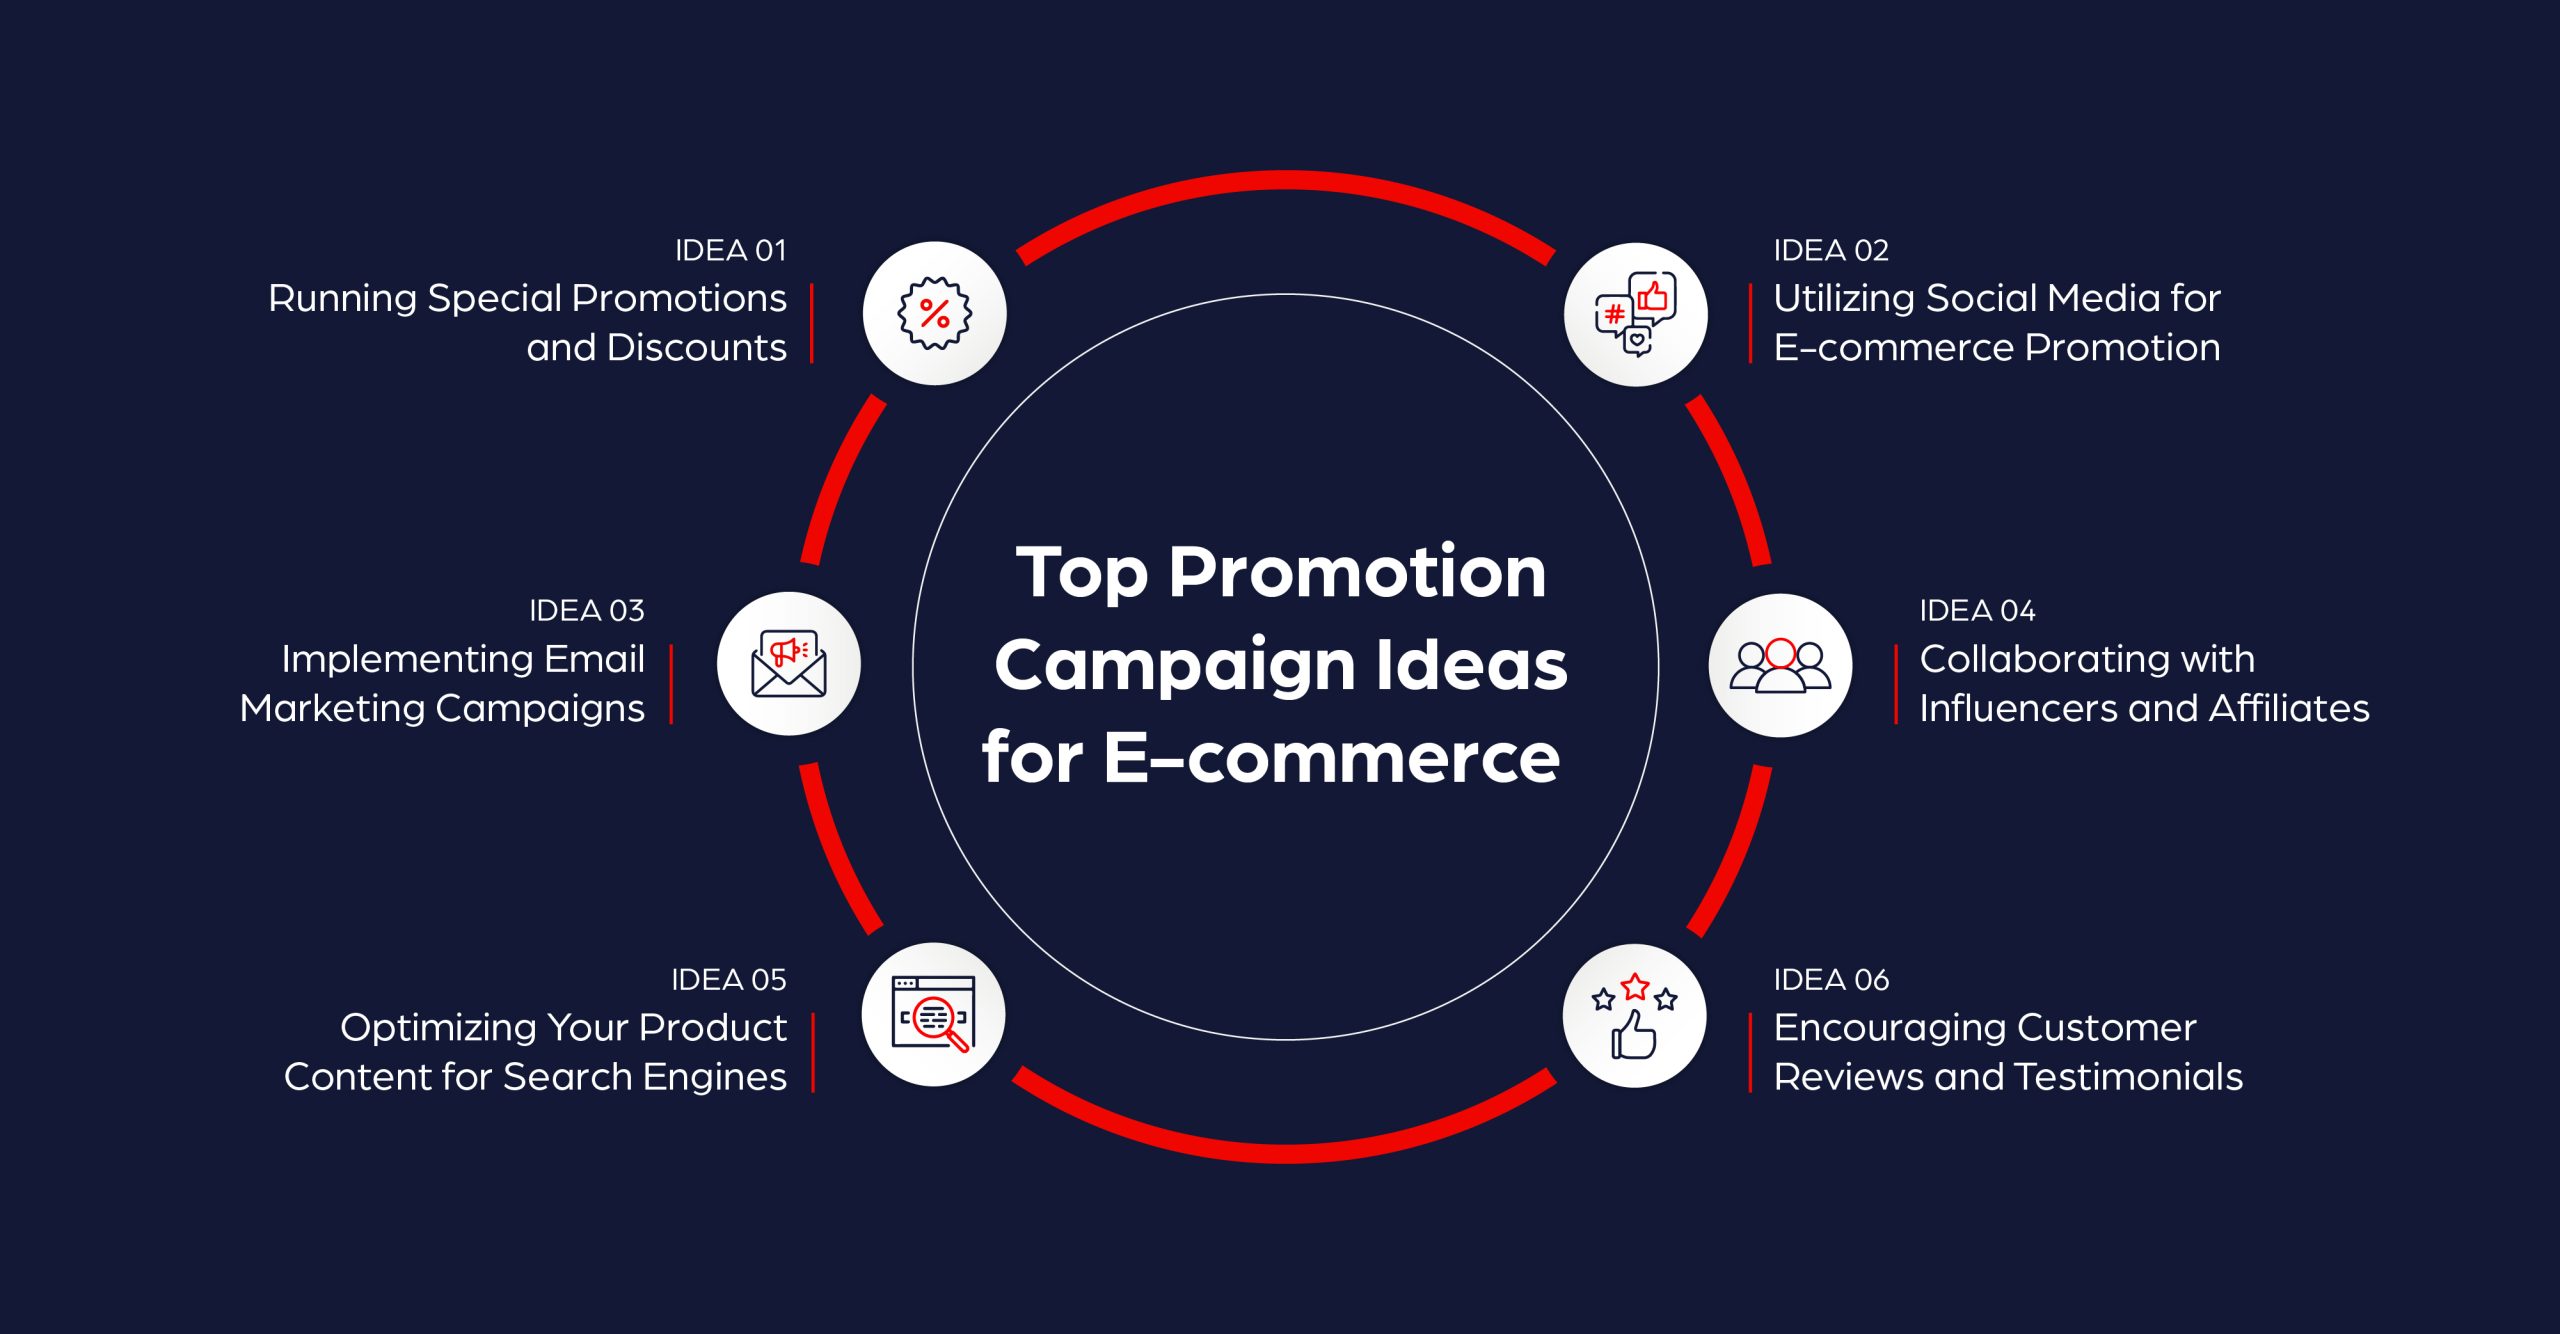 Top Promotion
Campaign Ideas
for E-commerce
IDEA 01
Running Special Promotions
and Discounts
IDEA 02
Utilizing Social Media for
E-commerce Promotion
IDEA 03
Implementing Email
Marketing Campaigns
IDEA 04
Collaborating with
Influencers and Affiliates
IDEA 05
Optimizing Your Product
Content for Search Engines
IDEA 06
Encouraging Customer
Reviews and Testimonials